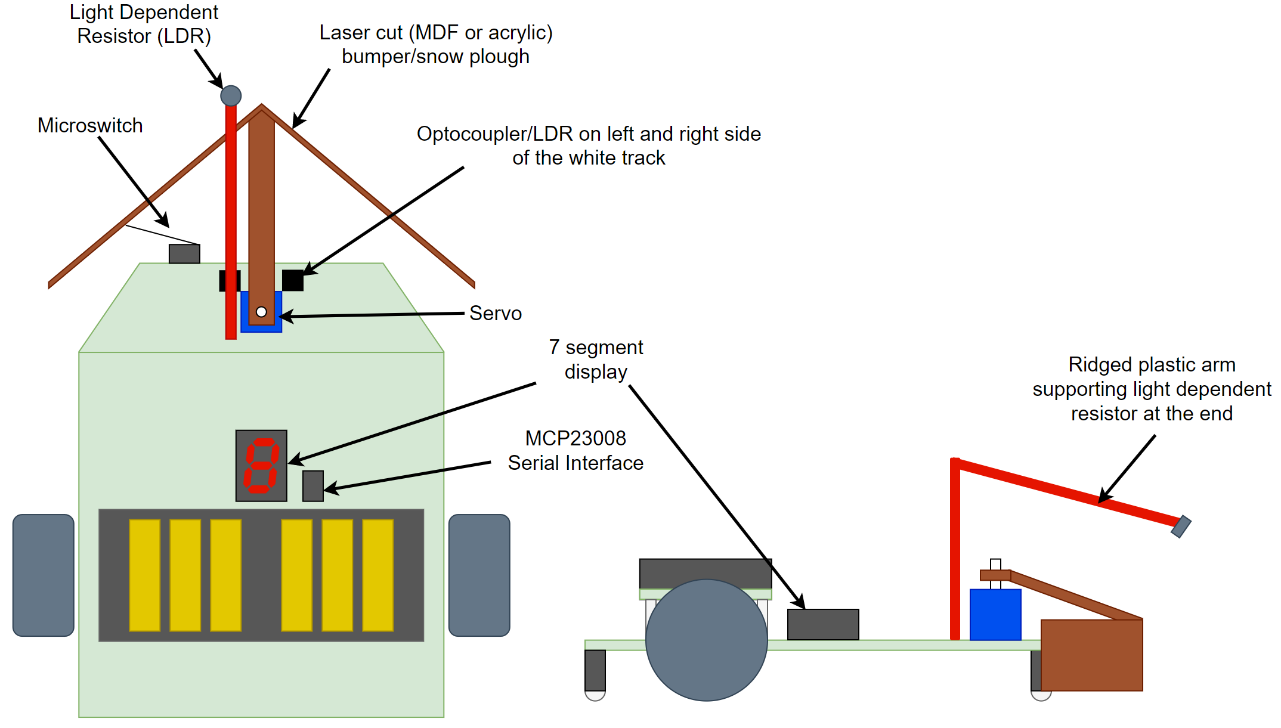 Light Dependent
Resistor (LDR)
Laser cut (MDF or acrylic)
bumper/snow plough
Microswitch
Optocoupler/LDR on left and right side
of the white track
Servo
7 segment
display
MCP23008
Serial Interface
Ridged plastic arm
supporting light dependent
resistor at the end
8